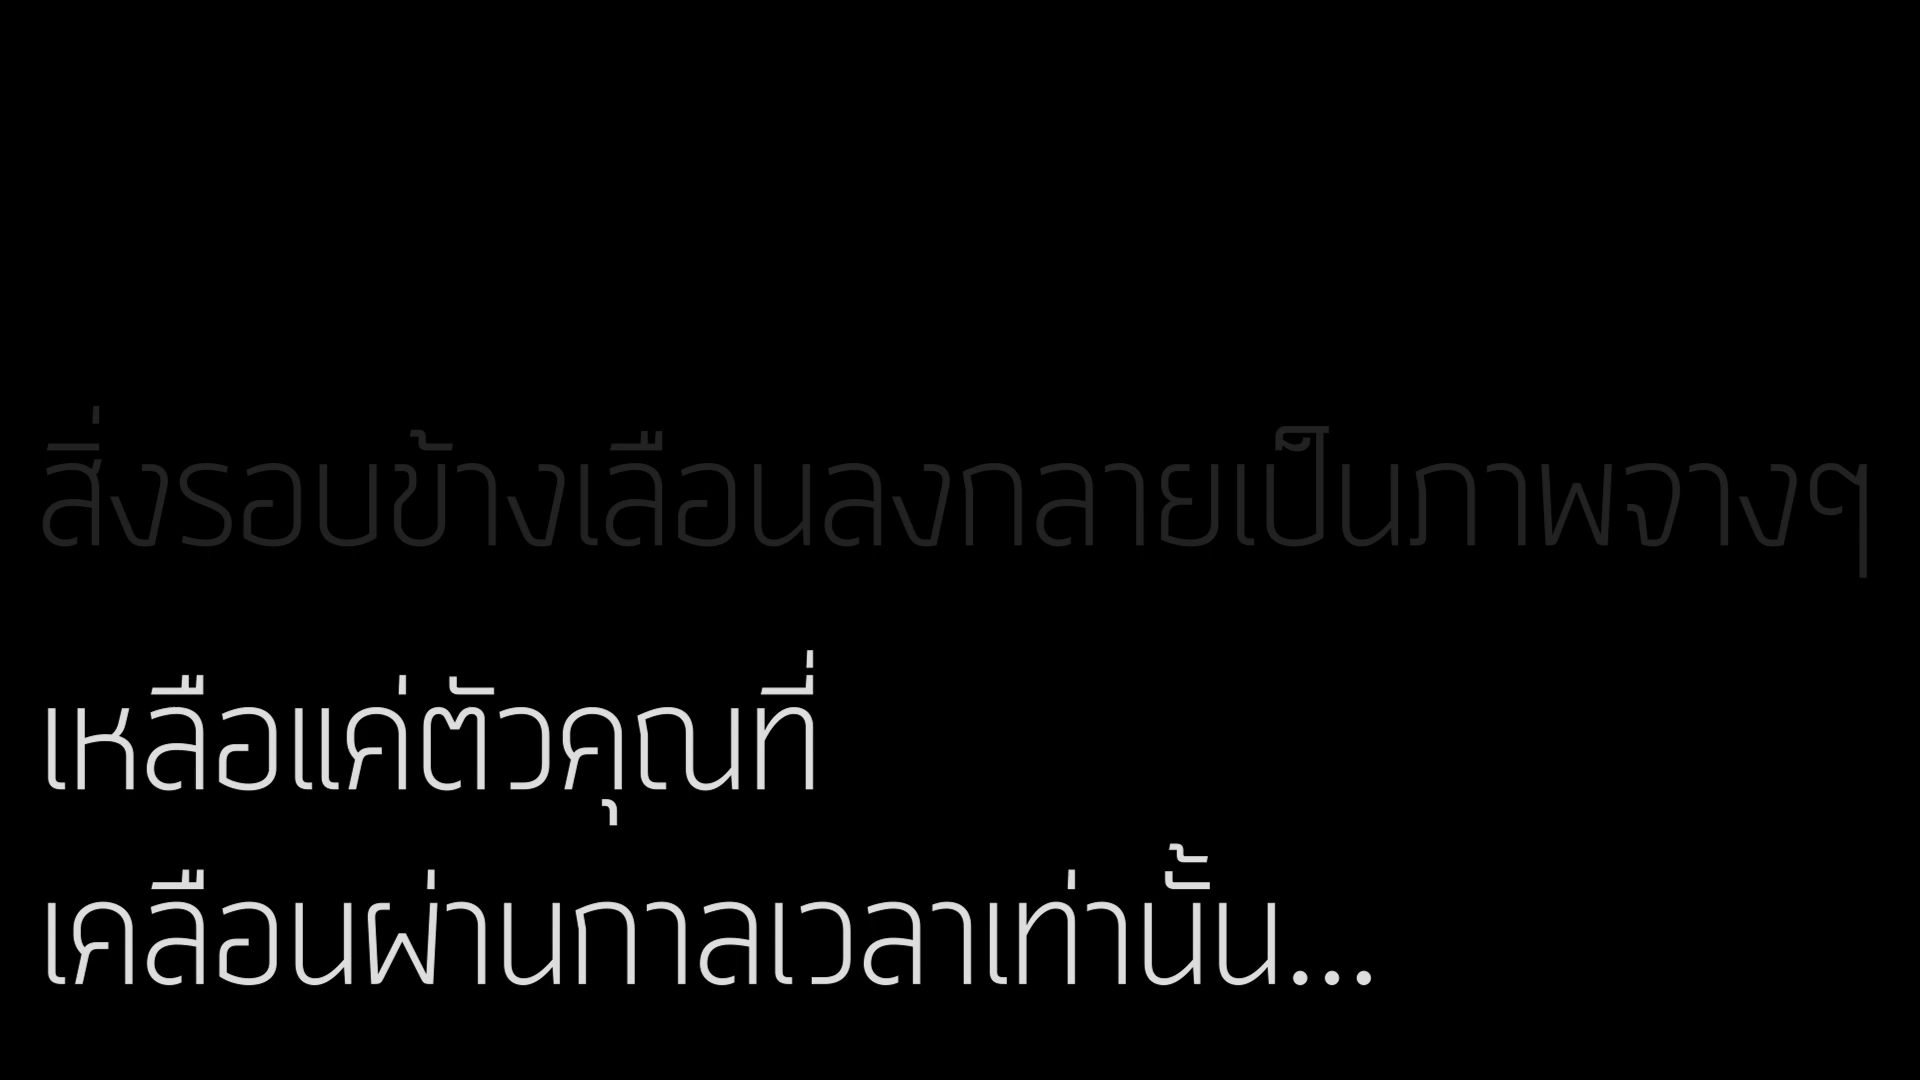 สิ่งรอบข้างเลือนลงกลายเป็นภาพจางๆ
เหลือแค่ตัวคุณที่
เคลื่อนผ่านกาลเวลาเท่านั้น...